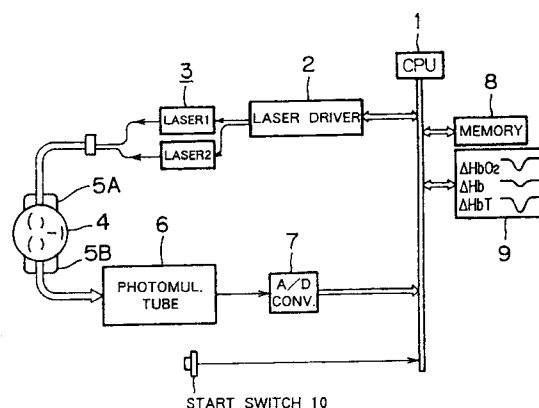 1
CPU
3
2
8
LASER1
LASER DRIVER
MEMORY
LASER2
ΔHbO2
ΔHb
ΔHbT
9
5A
4
5B
6
7
PHOTOMUL.
TUBE
A/D
CONV.
START SWITCH 10